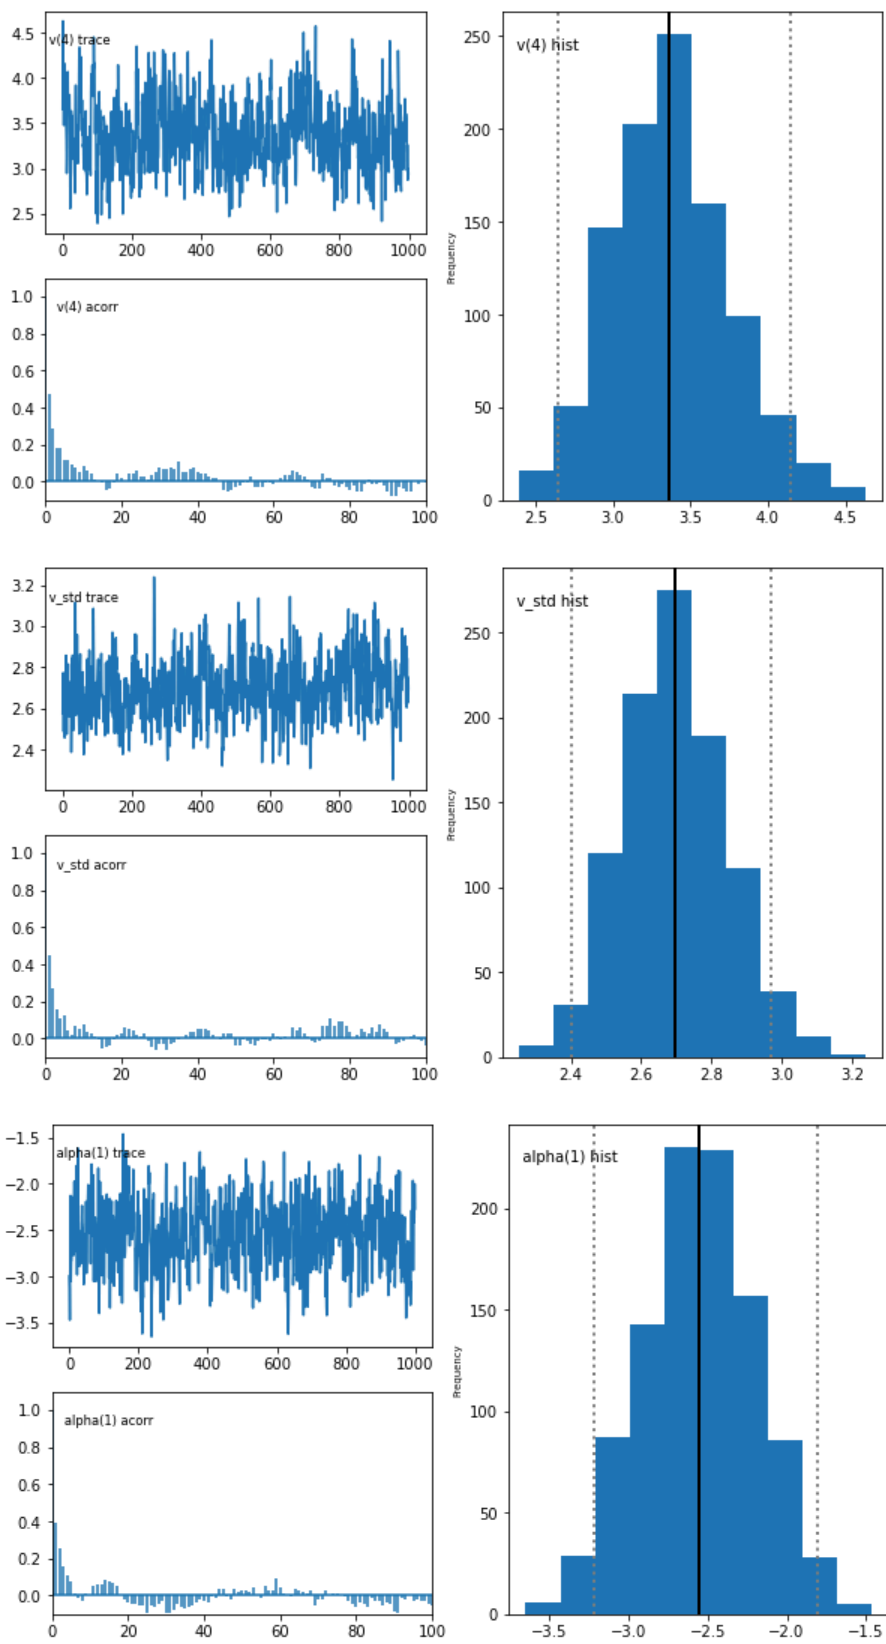 v(4) trace
4.5
4.0
3.5
3.0
2.5
0 200 400 600 800 1000
v(4) acorr
1.0
0.8
0.6
0.4
0.2
0.0
0 20 40 60 80 100
v(4) hist
Frequency
250
200
150
100
50
0
2.5 3.0 3.5 4.0 4.5
v_std trace
3.2
3.0
2.8
2.6
2.4
0 200 400 600 800 1000
v_std acorr
1.0
0.8
0.6
0.4
0.2
0.0
0 20 40 60 80 100
v_std hist
Frequency
250
200
150
100
50
0
2.4 2.6 2.8 3.0 3.2
alpha(1) trace
−1.5
−2.0
−2.5
−3.0
−3.5
0 200 400 600 800 1000
alpha(1) acorr
1.0
0.8
0.6
0.4
0.2
0.0
0 20 40 60 80 100
alpha(1) hist
Frequency
200
150
100
50
0
−3.5 −3.0 −2.5 −2.0 −1.5